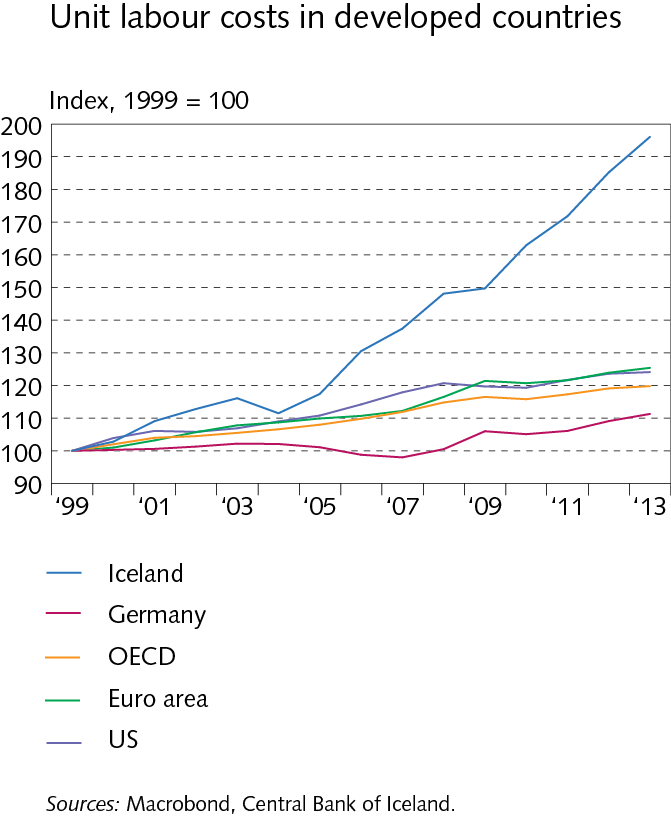 Unit labour costs in developed countries
Index, 1999 = 100
200
190
180
170
160
150
140
130
120
110
100
90
‘99 ‘01 ‘03 ‘05 ‘07 ‘09 ‘11 ‘13
Iceland
Germany
OECD
Euro area
US
Sources: Macrobond, Central Bank of Iceland.